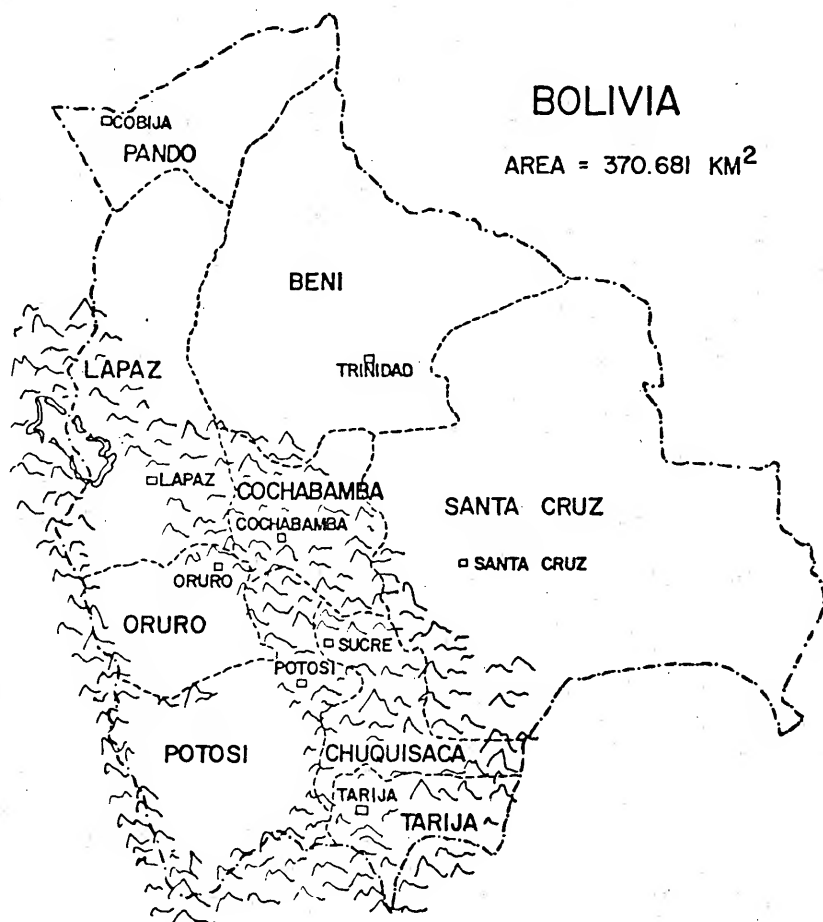 BOLIVIA
AREA = 370.681 KM²
COBIJA
PANDO
BENI
TRINIDAD
LAPAZ
LAPAZ
COCHABAMBA
COCHABAMBA
SANTA CRUZ
SANTA CRUZ
ORURO
ORURO
SUCRE
POTOSI
POTOSI
CHUQUISACA
TARIJA
TARIJA